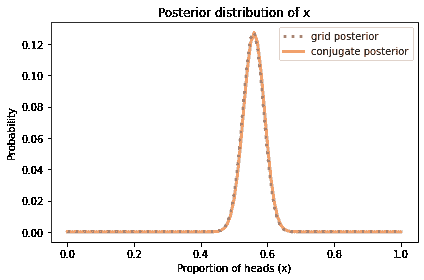 Posterior distribution of x
grid posterior
conjugate posterior
0.12
0.10
0.08
0.06
0.04
0.02
0.00
Probability
0.0 0.2 0.4 0.6 0.8 1.0
Proportion of heads (x)